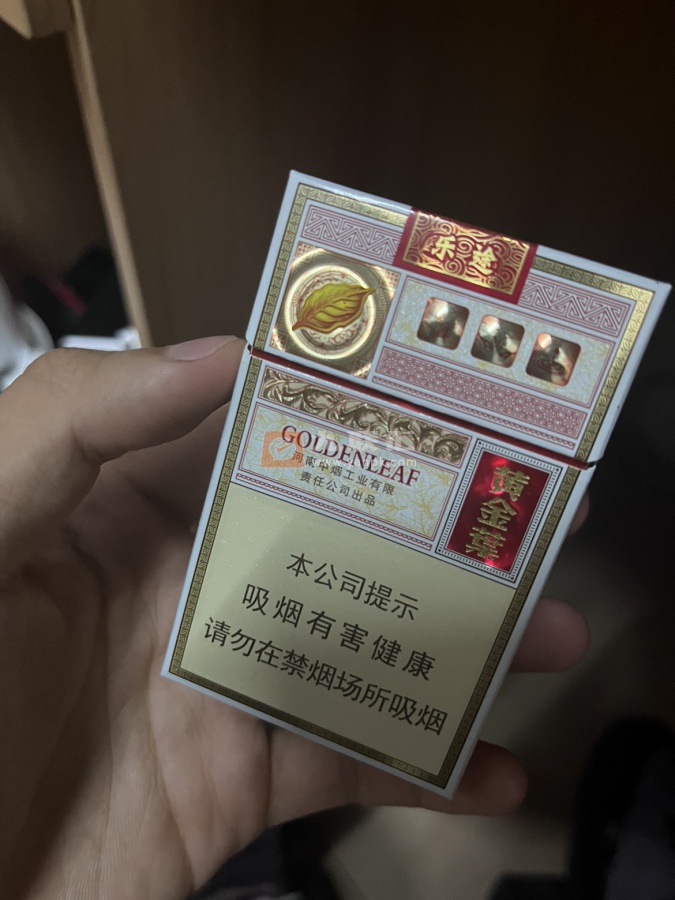 乐途
GOLDENLEAF
河南中烟工业有限
责任公司出品
黄金葉
本公司提示
吸烟有害健康
请勿在禁烟场所吸烟